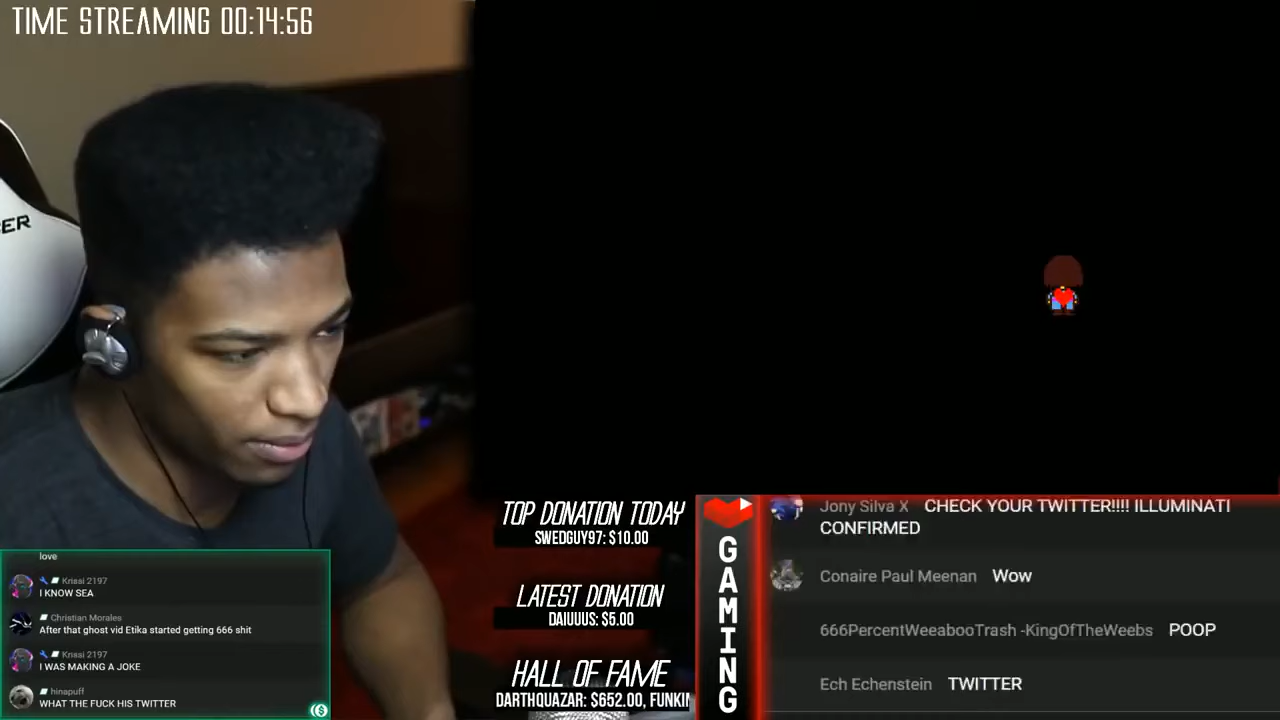 TIME STREAMING 00:14:56
love
Krissi 2197
I KNOW SEA
Christian Morales
After that ghost vid Etika started getting 666 shit
Krissi 2197
I WAS MAKING A JOKE
hinapuff
WHAT THE FUCK HIS TWITTER
TOP DONATION TODAY
SWEDGUY97: $10.00
LATEST DONATION
DAIUUUS: $5.00
HALL OF FAME
DARTHQUAZAR: $652.00, FUNKI
GAMING
Jony Silva X CHECK YOUR TWITTER!!!! ILLUMINATI
CONFIRMED
Conaire Paul Meenan Wow
666PercentWeeabooTrash -KingOfTheWeebs POOP
Ech Echenstein TWITTER